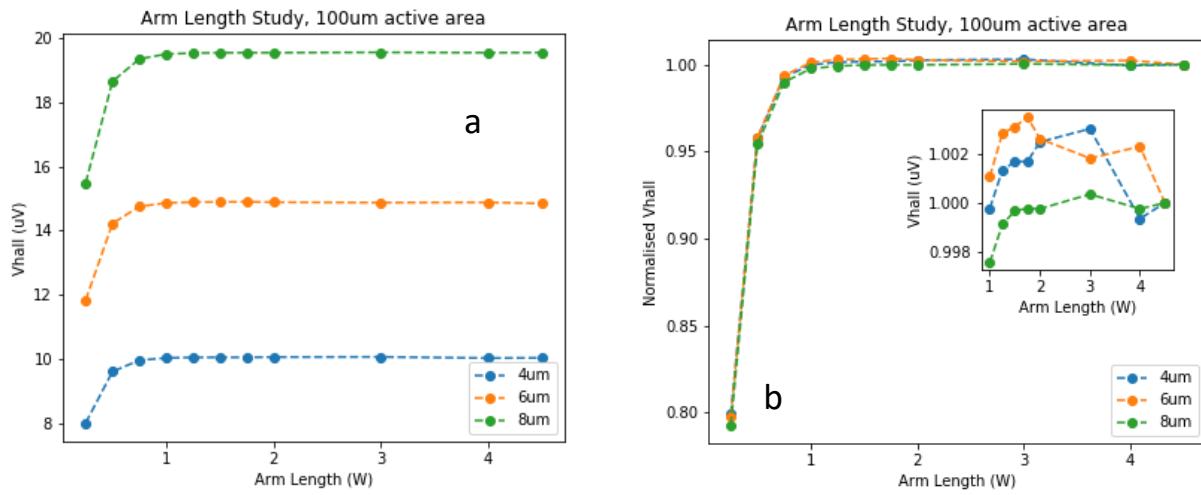 Arm Length Study, 100um active area
20
18
16
14
12
10
8
Vhall (uV)
a
4um
6um
8um
1
2
3
4
Arm Length (W)
Arm Length Study, 100um active area
1.00
0.95
0.90
0.85
0.80
Normalised Vhall
1.002
1.000
0.998
Vhall (uV)
1
2
3
4
Arm Length (W)
b
4um
6um
8um
1
2
3
4
Arm Length (W)